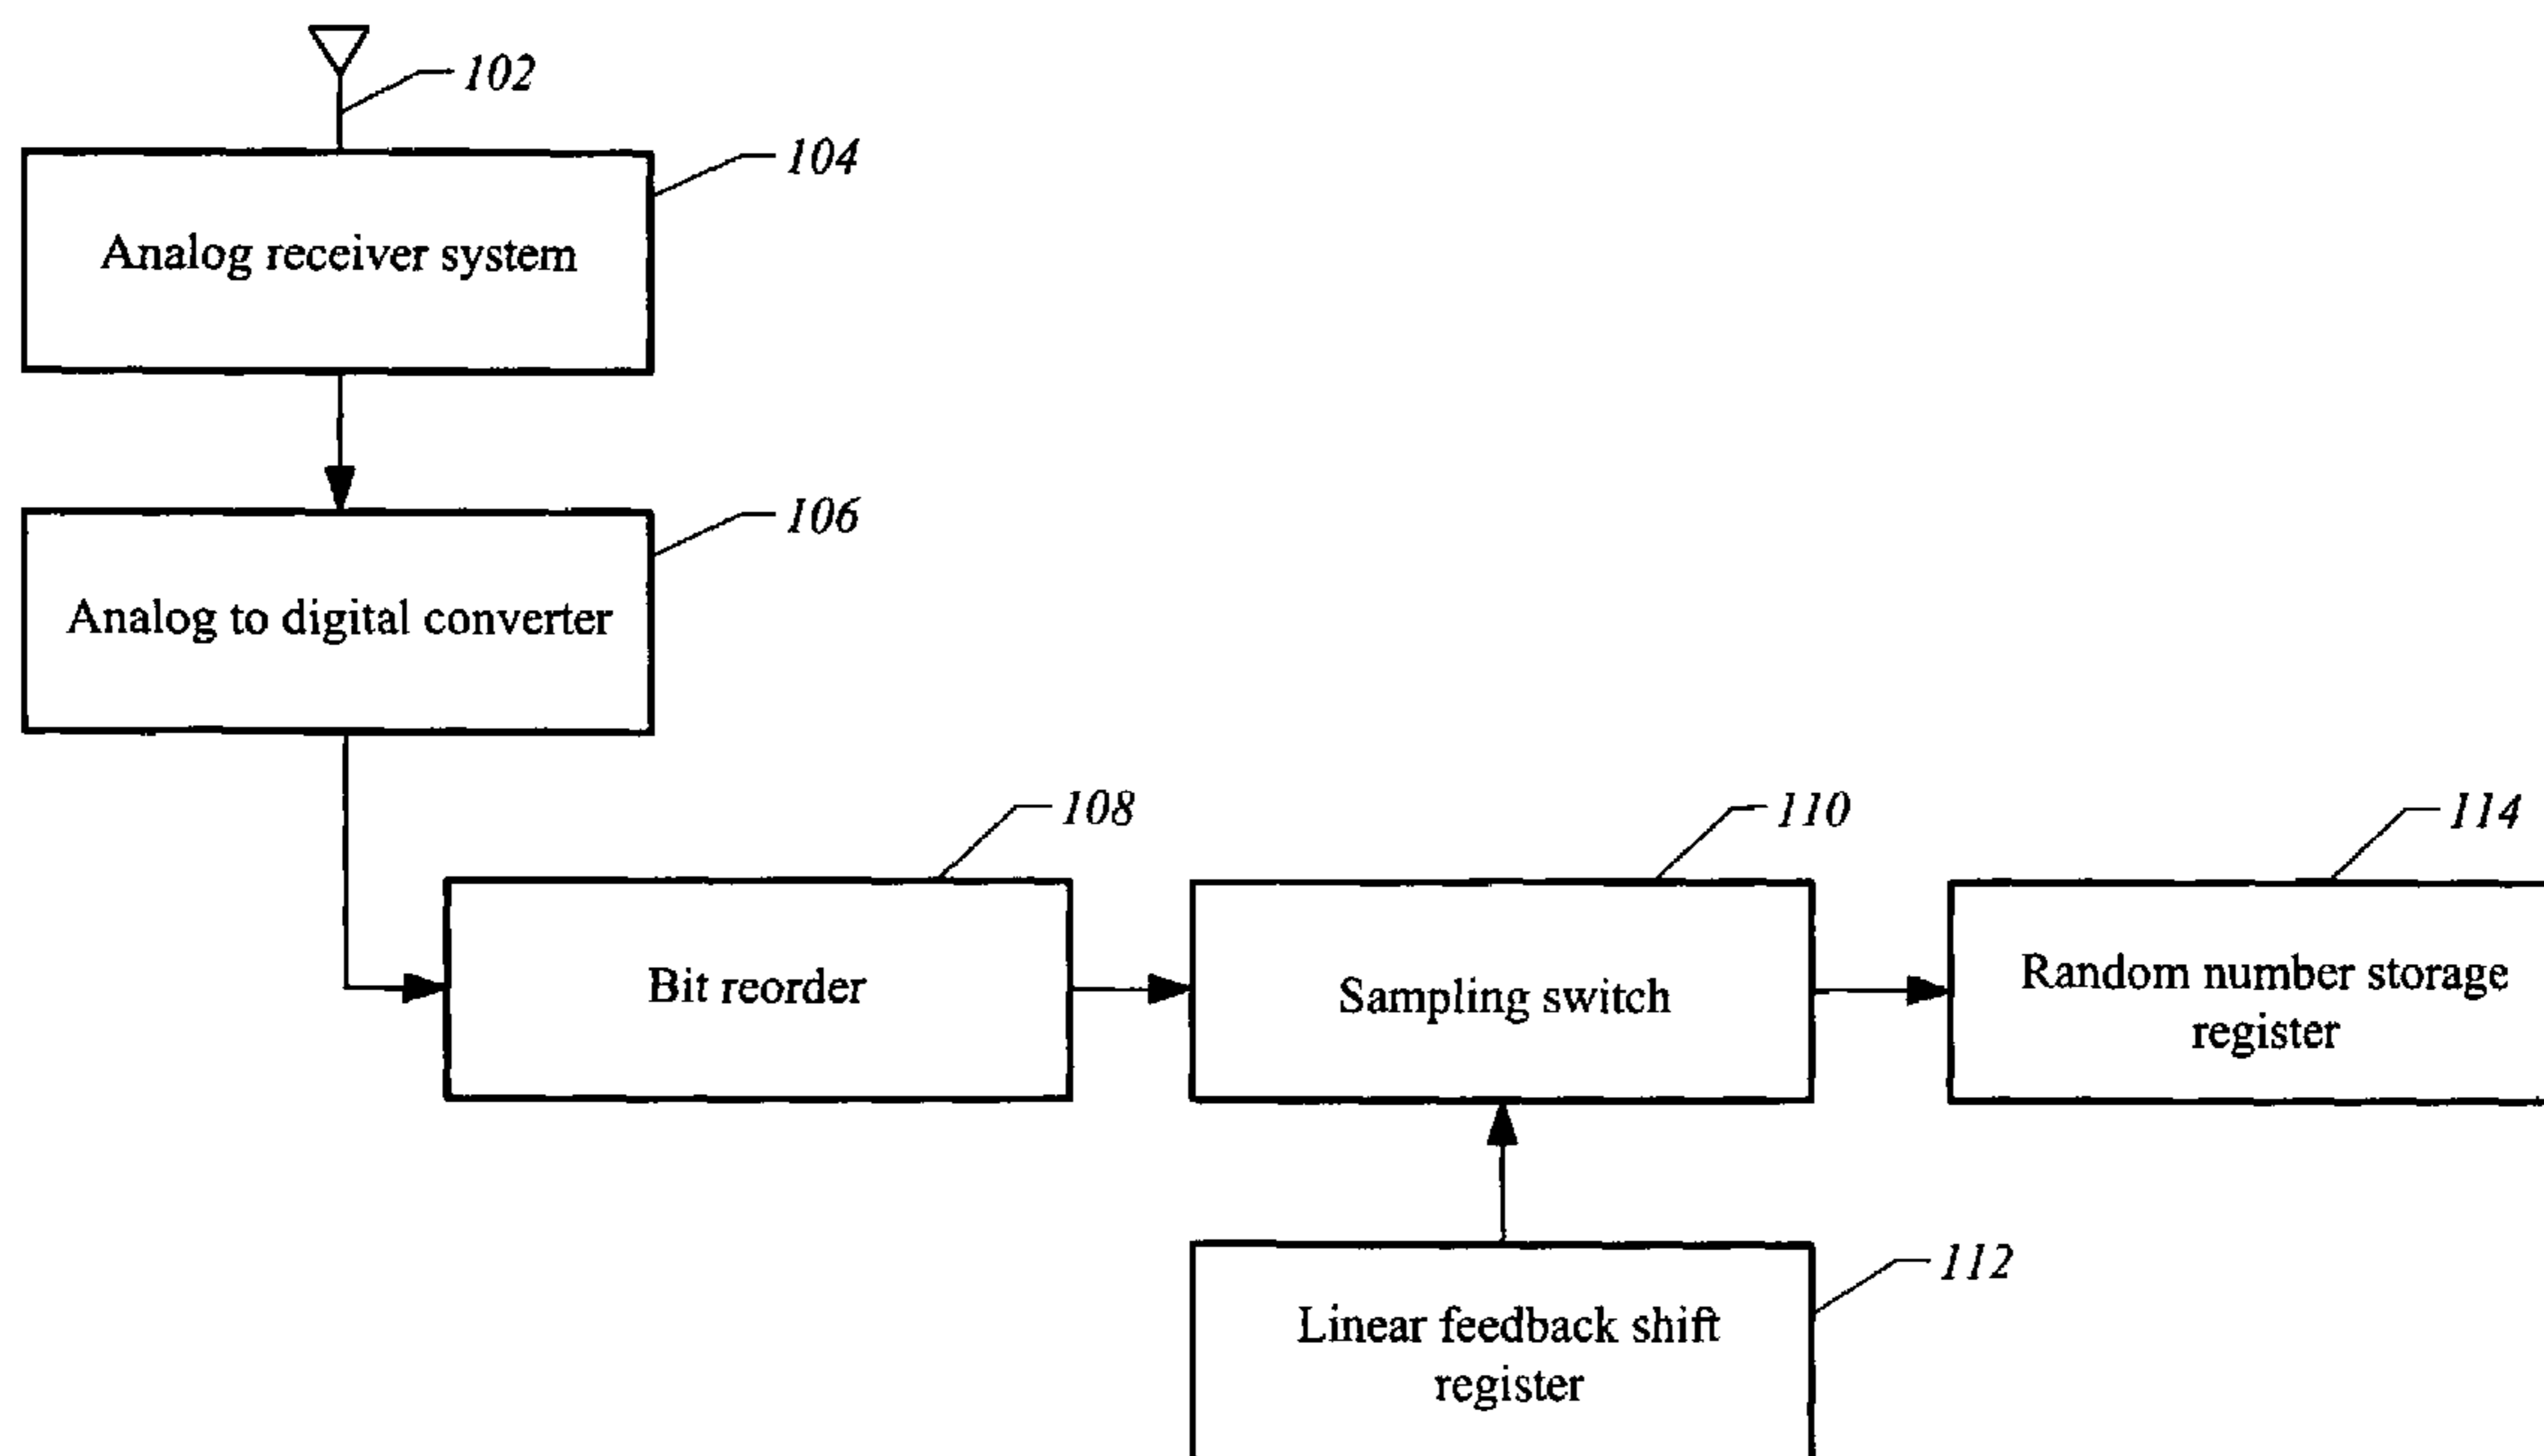 102
104
Analog receiver system
106
Analog to digital converter
108
110
114
Bit reorder
Sampling switch
Random number storage
register
112
Linear feedback shift
register